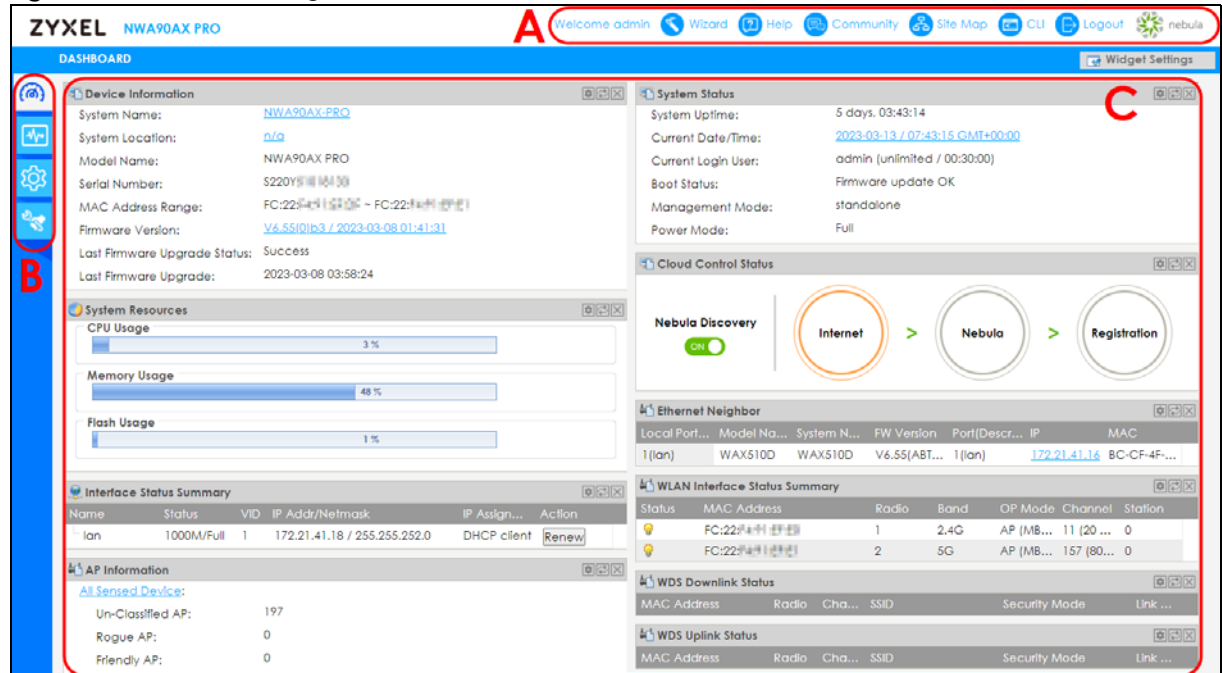 ZYXEL NWA90AX PRO
A
Welcome admin Wizard Help Community Site Map CLI Logout nebula
DASHBOARD
Widget Settings
B
C
Device Information
System Name: NWA90AX-PRO
System Location: n/a
Model Name: NWA90AX PRO
Serial Number: S220Y
MAC Address Range: FC:22: ~ FC:22:
Firmware Version: V6.55(0)b3 / 2023-03-08 01:41:31
Last Firmware Upgrade Status: Success
Last Firmware Upgrade: 2023-03-08 03:58:24
System Resources
CPU Usage
3 %
Memory Usage
48 %
Flash Usage
1 %
Interface Status Summary
Name Status VID IP Addr/Netmask IP Assign... Action
lan 1000M/Full 1 172.21.41.18 / 255.255.252.0 DHCP client Renew
AP Information
All Sensed Device:
Un-Classified AP: 197
Rogue AP: 0
Friendly AP: 0
System Status
System Uptime: 5 days, 03:43:14
Current Date/Time: 2023-03-13 / 07:43:15 GMT+00:00
Current Login User: admin (unlimited / 00:30:00)
Boot Status: Firmware update OK
Management Mode: standalone
Power Mode: Full
Cloud Control Status
Nebula Discovery
ON
Internet > Nebula > Registration
Ethernet Neighbor
Local Port... Model Na... System N... FW Version Port(Descr... IP MAC
1(lan) WAX510D WAX510D V6.55(ABT... 1(lan) 172.21.41.16 BC-CF-4F-...
WLAN Interface Status Summary
Status MAC Address Radio Band OP Mode Channel Station
FC:22: 1 2.4G AP (MB... 11 (20 ... 0
FC:22: 2 5G AP (MB... 157 (80... 0
WDS Downlink Status
MAC Address Radio Cha... SSID Security Mode Link ...
WDS Uplink Status
MAC Address Radio Cha... SSID Security Mode Link ...